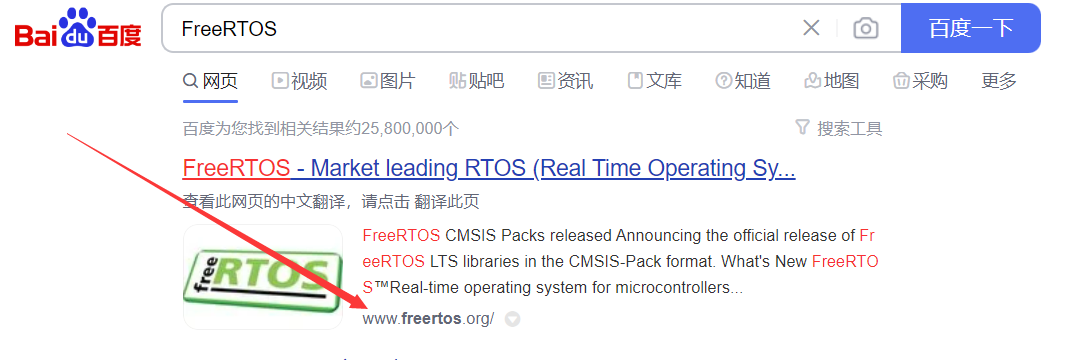 Bai du 百度 FreeRTOS 百度一下
网页 视频 图片 贴吧 资讯 文库 知道 地图 采购 更多
百度为您找到相关结果约25,800,000个 搜索工具
FreeRTOS - Market leading RTOS (Real Time Operating Sy...
查看此网页的中文翻译，请点击 翻译此页
free RTOS
FreeRTOS CMSIS Packs released Announcing the official release of Fr
eeRTOS LTS libraries in the CMSIS-Pack format. What's New FreeRTO
S™Real-time operating system for microcontrollers...
www.freertos.org/